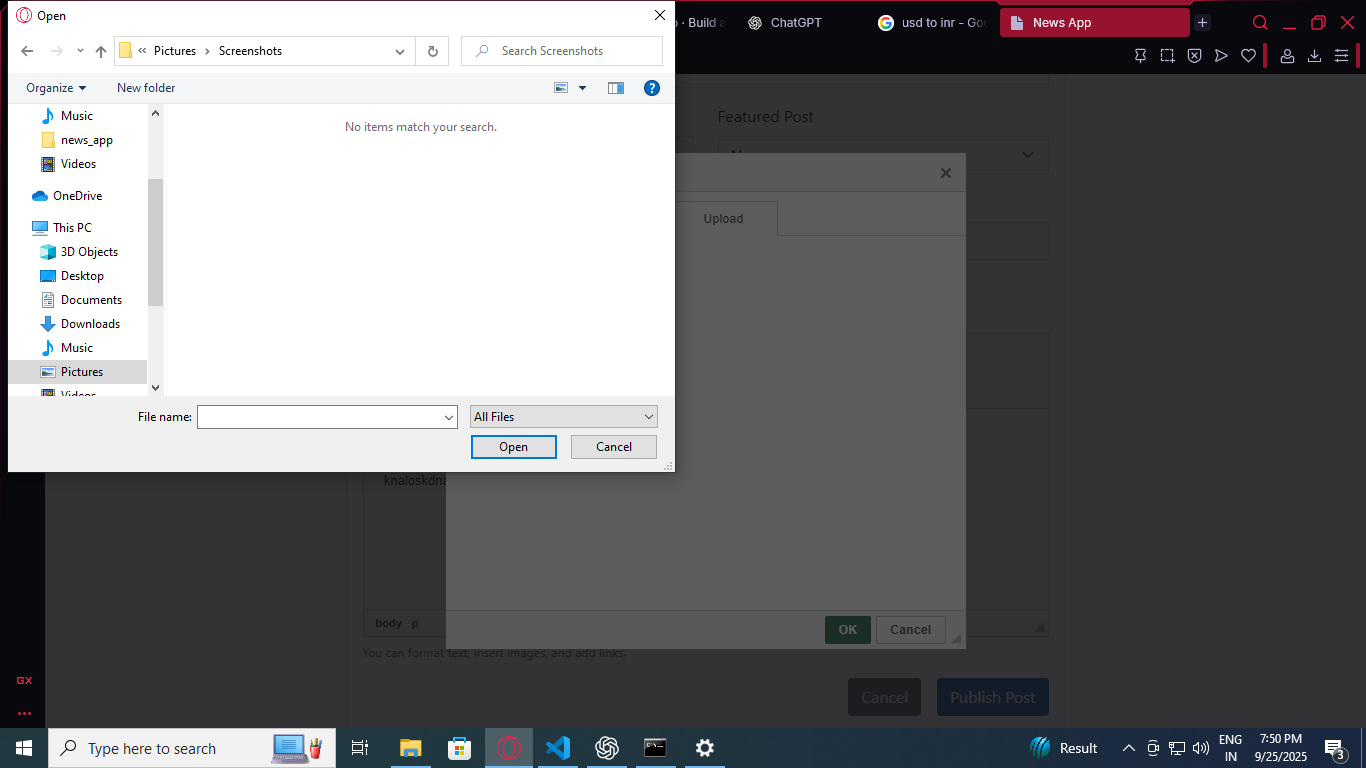 Open
· Build a
ChatGPT
usd to inr - Goo
News App
Pictures
Screenshots
Search Screenshots
Organize
New folder
Music
news_app
Videos
OneDrive
This PC
3D Objects
Desktop
Documents
Downloads
Music
Pictures
Videos
No items match your search.
File name:
All Files
Open
Cancel
Featured Post
Upload
knaloskdna
OK
Cancel
body p
You can format text, insert images, and add links.
Cancel
Publish Post
GX
Type here to search
Result
ENG
IN
7:50 PM
9/25/2025
3